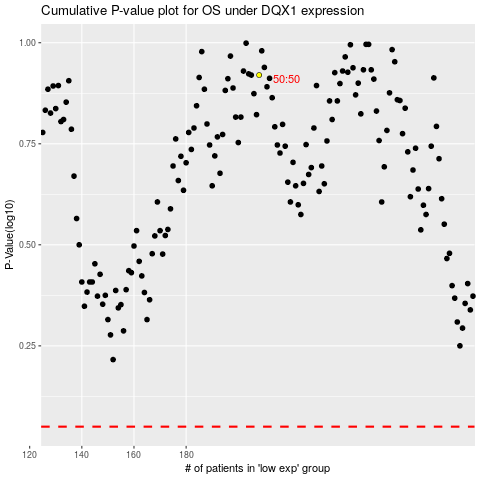 Cumulative P-value plot for OS under DQX1 expression
P-Value(log10)
1.00
0.75
0.50
0.25
50:50
120 140 160 180
# of patients in 'low exp' group